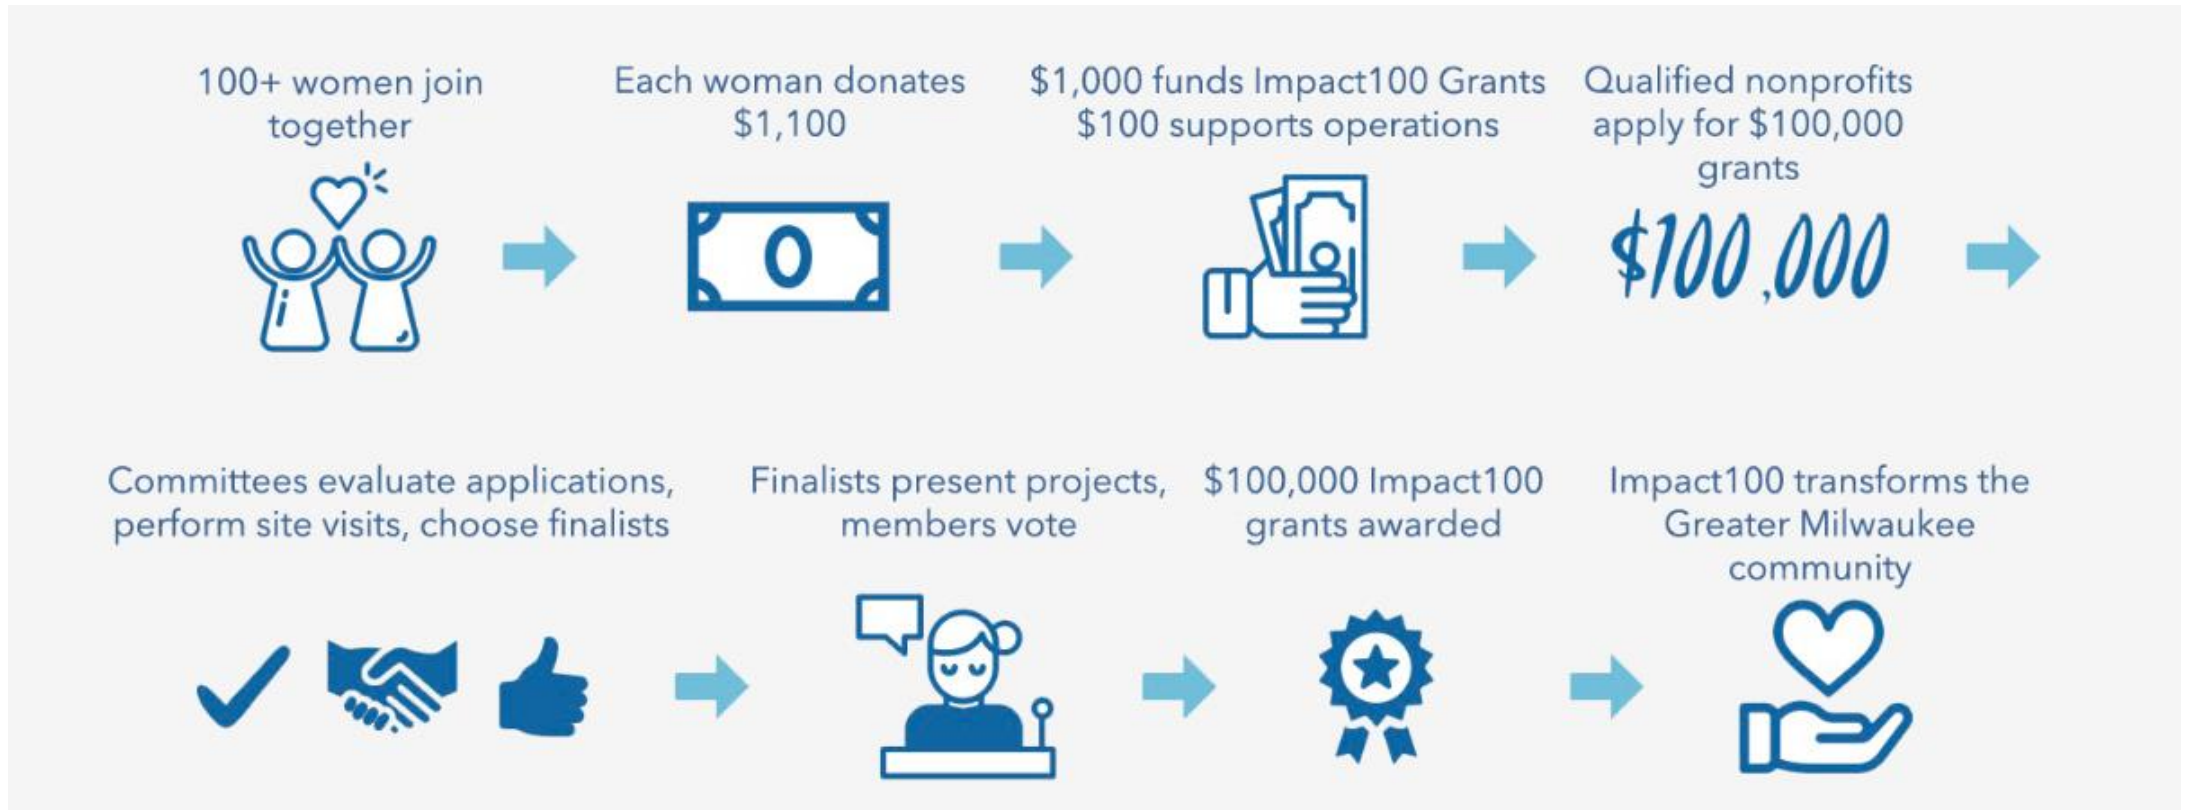 100+ women join
together
Each woman donates
$1,100
$1,000 funds Impact100 Grants
$100 supports operations
Qualified nonprofits
apply for $100,000
grants
$100,000
Committees evaluate applications,
perform site visits, choose finalists
Finalists present projects,
members vote
$100,000 Impact100
grants awarded
Impact100 transforms the
Greater Milwaukee
community